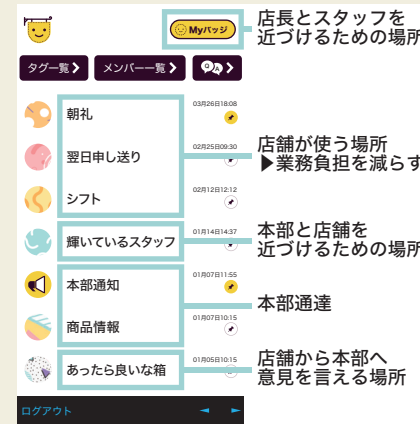 Myバッジ
店長とスタッフを
近づけるための場所
タグ一覧
メンバー一覧
Q A
朝礼
03月26日18:08
翌日申し送り
02月25日09:30
店舗が使う場所
▶業務負担を減らす
シフト
02月12日12:12
輝いているスタッフ
01月14日14:37
本部と店舗を
近づけるための場所
本部通知
01月07日11:55
本部通達
商品情報
01月07日10:15
あったら良いな箱
01月05日10:15
店舗から本部へ
意見を言える場所
ログアウト